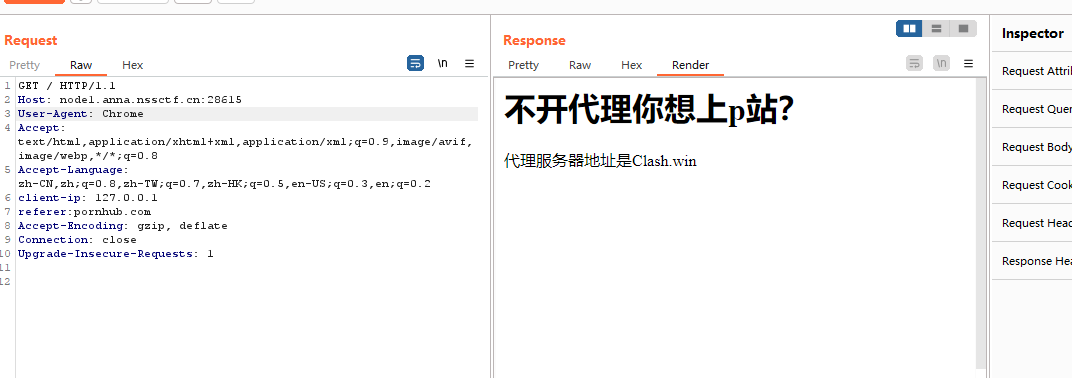 Request
Response
Inspector
Pretty Raw Hex
\n
Pretty Raw Hex Render
\n
1 GET / HTTP/1.1
2 Host: node1.anna.nssctf.cn:28615
3 User-Agent: Chrome
4 Accept:
text/html,application/xhtml+xml,application/xml;q=0.9,image/avif,
image/webp,*/*;q=0.8
5 Accept-Language:
zh-CN,zh;q=0.8,zh-TW;q=0.7,zh-HK;q=0.5,en-US;q=0.3,en;q=0.2
6 client-ip: 127.0.0.1
7 referer:pornhub.com
8 Accept-Encoding: gzip, deflate
9 Connection: close
10 Upgrade-Insecure-Requests: 1
11
12
不开代理你想上p站?
代理服务器地址是Clash.win
Request Attri
Request Quer
Request Body
Request Cook
Request Head
Response Hea